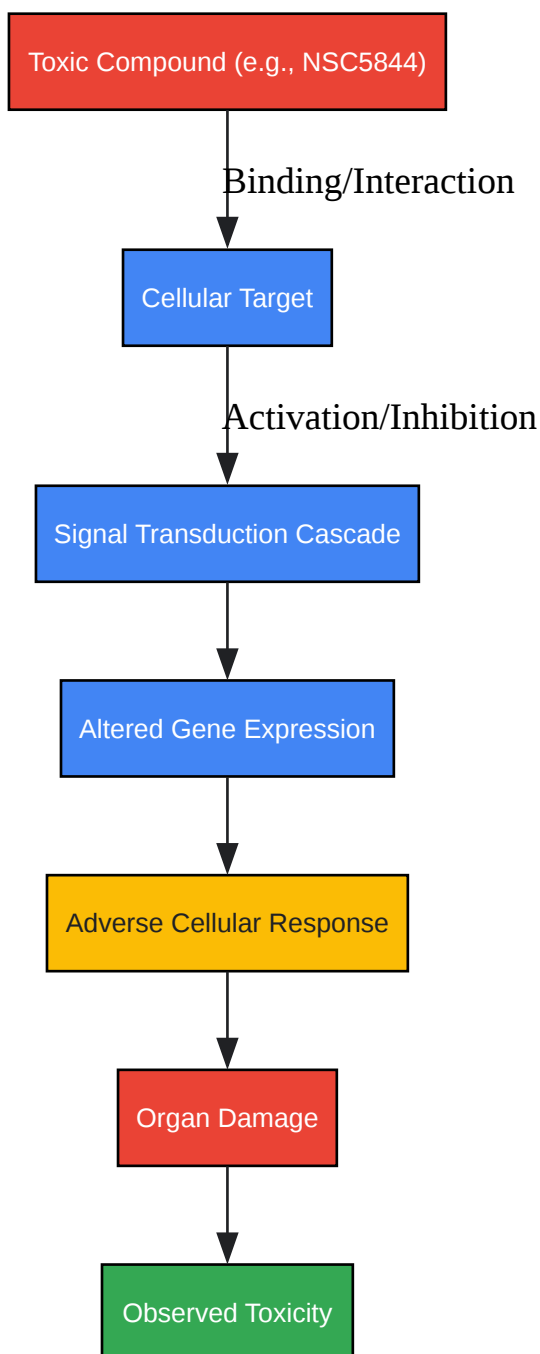 Toxic Compound (e.g., NSC5844)
Binding/Interaction
Cellular Target
Activation/Inhibition
Signal Transduction Cascade
Altered Gene Expression
Adverse Cellular Response
Organ Damage
Observed Toxicity